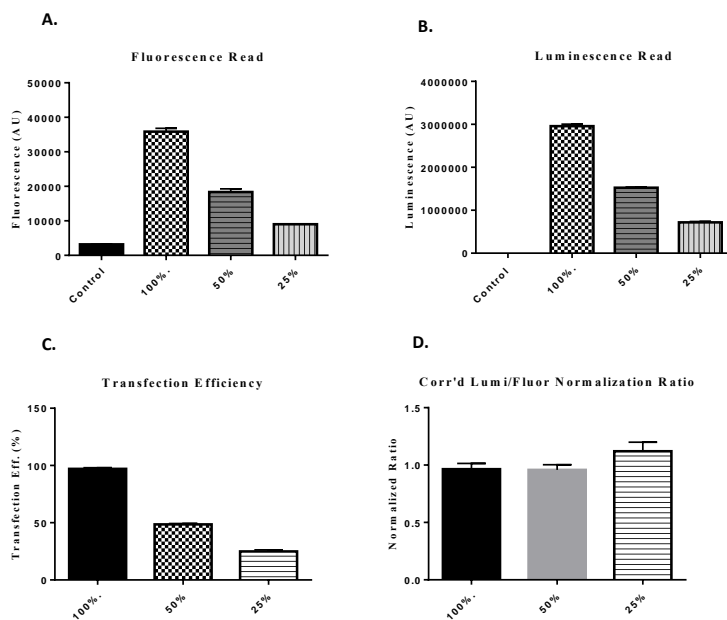 A.
Fluorescence Read
Fluorescence (AU)
50000
40000
30000
20000
10000
0
Control
100%.
50%
25%
B.
Luminescence Read
Luminescence (AU)
4000000
3000000
2000000
1000000
0
Control
100%.
50%
25%
C.
Transfection Efficiency
Transfection Eff. (%)
150
100
50
0
100%.
50%
25%
D.
Corr'd Lumi/Fluor Normalization Ratio
Normalized Ratio
1.5
1.0
0.5
0.0
100%.
50%
25%